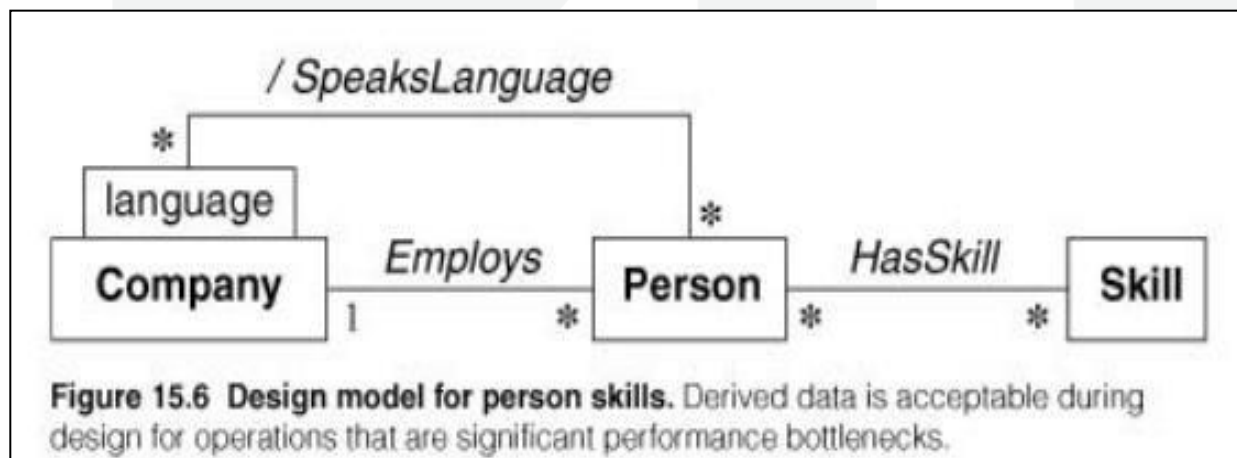 / SpeaksLanguage
*
language
*
Company
Employs
Person
HasSkill
Skill
1
*
*
*
Figure 15.6 Design model for person skills. Derived data is acceptable during
design for operations that are significant performance bottlenecks.